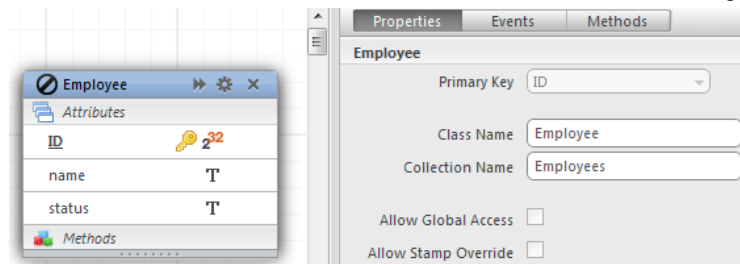 Properties Events Methods
Employee
Employee
Primary Key ID
Attributes
ID 232
Class Name Employee
Collection Name Employees
name T
status T
Allow Global Access
Methods
Allow Stamp Override